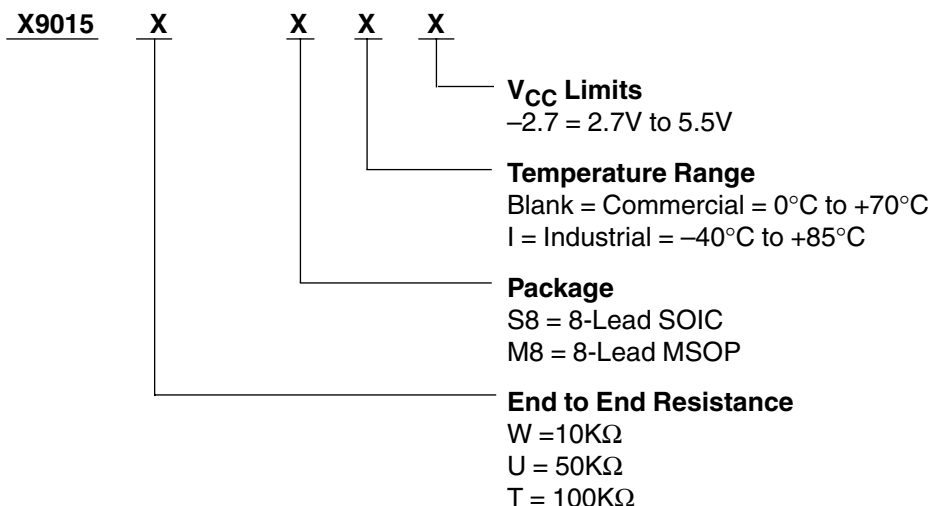 X9015 X X X X
VCC Limits
–2.7 = 2.7V to 5.5V
Temperature Range
Blank = Commercial = 0°C to +70°C
I = Industrial = –40°C to +85°C
Package
S8 = 8-Lead SOIC
M8 = 8-Lead MSOP
End to End Resistance
W =10KΩ
U = 50KΩ
T = 100KΩ